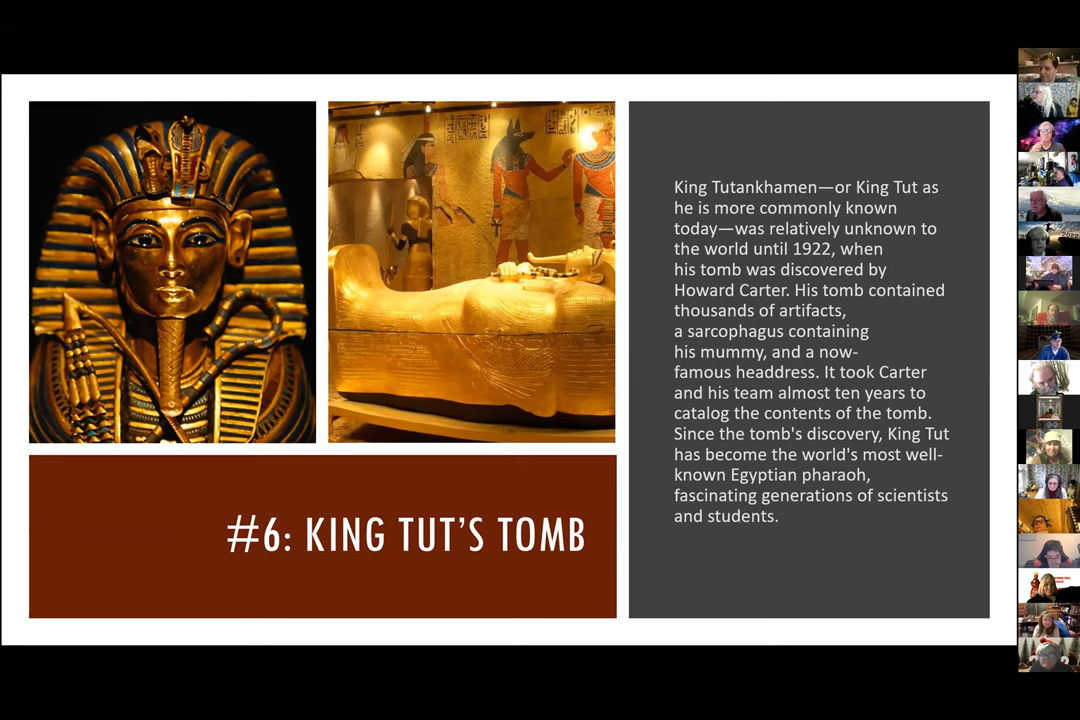 King Tutankhamen—or King Tut as
he is more commonly known
today—was relatively unknown to
the world until 1922, when
his tomb was discovered by
Howard Carter. His tomb contained
thousands of artifacts,
a sarcophagus containing
his mummy, and a now-
famous headdress. It took Carter
and his team almost ten years to
catalog the contents of the tomb.
Since the tomb's discovery, King Tut
has become the world's most well-
known Egyptian pharaoh,
fascinating generations of scientists
and students.
#6: KING TUT’S TOMB